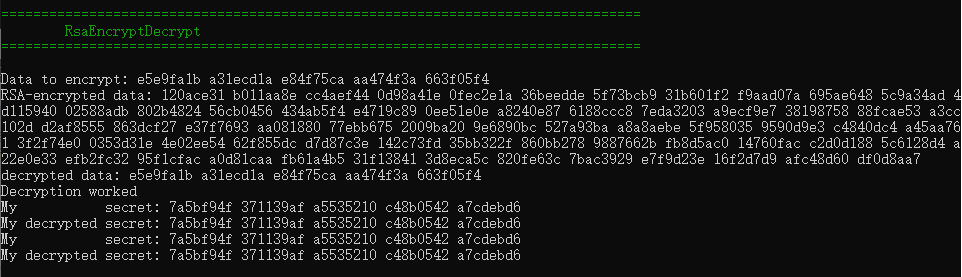 ================================================================================
RsaEncryptDecrypt
================================================================================
Data to encrypt: e5e9fa1b a31ecd1a e84f75ca aa474f3a 663f05f4
RSA-encrypted data: 120ace31 b011aa8e cc4aef44 0d98a41e 0fec2e1a 36beedde 5f73bcb9 31b601f2 f9aad07a 695ae648 5c9a34ad 4
d115940 02588adb 802b4824 56cb0456 434ab5f4 e4719c89 0ee51e0e a8240e87 6188ccc8 7eda3203 a9ecf9e7 38198758 88fcae53 a3cc
102d d2af8555 863dcf27 e37f7693 aa081880 77ebb675 2009ba20 9e6890bc 527a93ba a8a8aebe 5f958035 9590d9e3 c4840dc4 a45aa76
1 3f2f74e0 0353d31e 4e02ee54 62f855dc d7d87c3e 142c73fd 35bb322f 860bb278 9887662b fb8d5ac0 14760fac c2d0d188 5c6128d4 a
22e0e33 efb2fc32 95f1cfac a0d81caa fb61a4b5 31f13841 3d8eca5c 820fe63c 7bac3929 e7f9d23e 16f2d7d9 afc48d60 df0d8aa7
decrypted data: e5e9fa1b a31ecd1a e84f75ca aa474f3a 663f05f4
Decryption worked
My           secret: 7a5bf94f 371139af a5535210 c48b0542 a7cdebd6
My decrypted secret: 7a5bf94f 371139af a5535210 c48b0542 a7cdebd6
My           secret: 7a5bf94f 371139af a5535210 c48b0542 a7cdebd6
My decrypted secret: 7a5bf94f 371139af a5535210 c48b0542 a7cdebd6